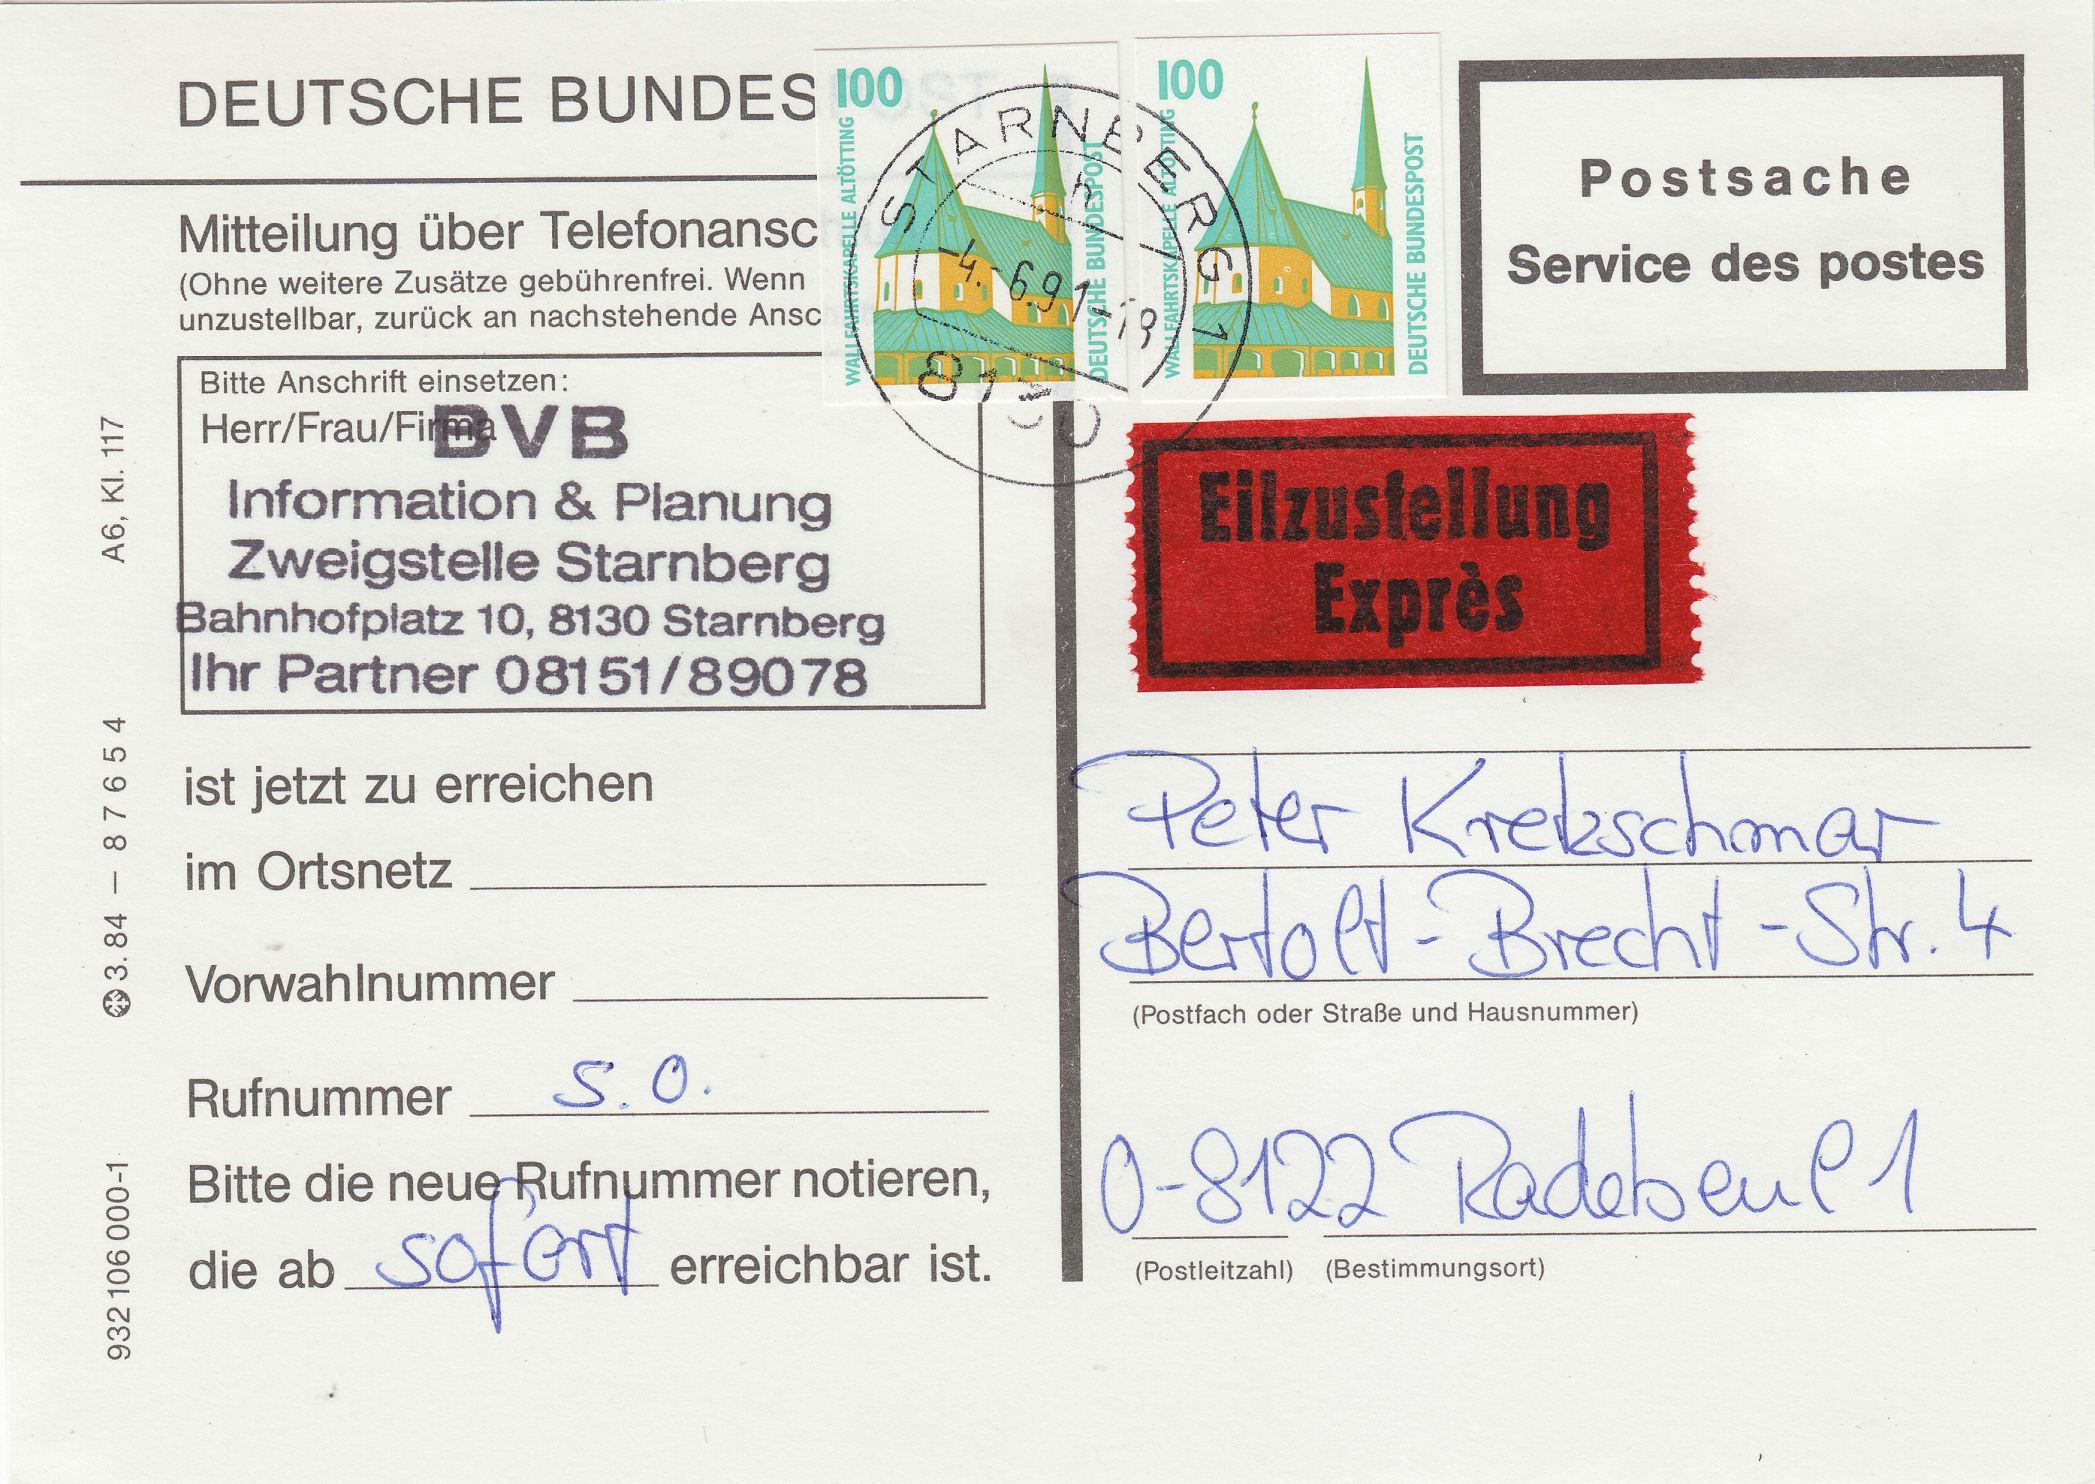 DEUTSCHE BUNDES
Mitteilung über Telefonansc
(Ohne weitere Zusätze gebührenfrei. Wenn
unzustellbar, zurück an nachstehende Ansc
100
WALLFAHRTSKAPELLE ALTÖTTING
DEUTSCHE BUNDESPOST
100
WALLFAHRTSKAPELLE ALTÖTTING
DEUTSCHE BUNDESPOST
STARNBERG 1
-4.-6.91-18
8130
Postsache
Service des postes
Bitte Anschrift einsetzen:
Herr/Frau/Firma
BVB
Information & Planung
Zweigstelle Starnberg
Bahnhofplatz 10, 8130 Starnberg
Ihr Partner 08151/89078
Eilzustellung
Exprès
ist jetzt zu erreichen
im Ortsnetz
Vorwahlnummer
Rufnummer s.o.
Bitte die neue Rufnummer notieren,
die ab sofort erreichbar ist.
Peter Kretzschmar
Bertolt-Brecht-Str. 4
(Postfach oder Straße und Hausnummer)
O-8122 Radebeul 1
(Postleitzahl) (Bestimmungsort)
A6, Kl. 117
3.84 – 87654
932 106 000-1